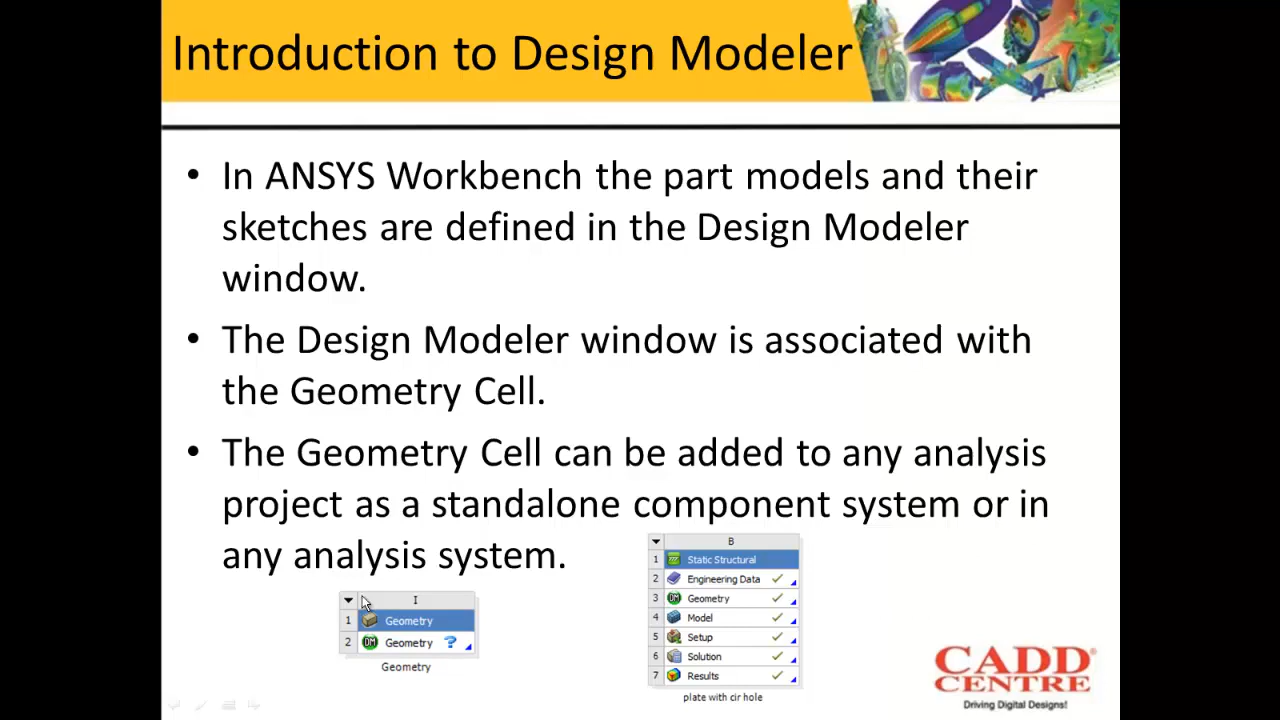 Introduction to Design Modeler
• In ANSYS Workbench the part models and their
sketches are defined in the Design Modeler
window.
• The Design Modeler window is associated with
the Geometry Cell.
• The Geometry Cell can be added to any analysis
project as a standalone component system or in
any analysis system.
I
1 Geometry
2 DM Geometry ?
Geometry
B
1 Static Structural
2 Engineering Data ✓
3 DM Geometry ✓
4 Model ✓
5 Setup ✓
6 Solution ✓
7 Results ✓
plate with cir hole
CADD®
CENTRE
Driving Digital Designs!